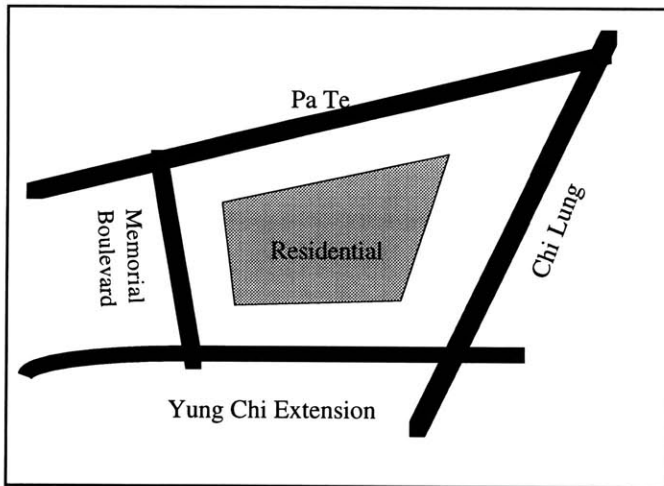 Pa Te
Memorial
Boulevard
Residential
Chi Lung
Yung Chi Extension